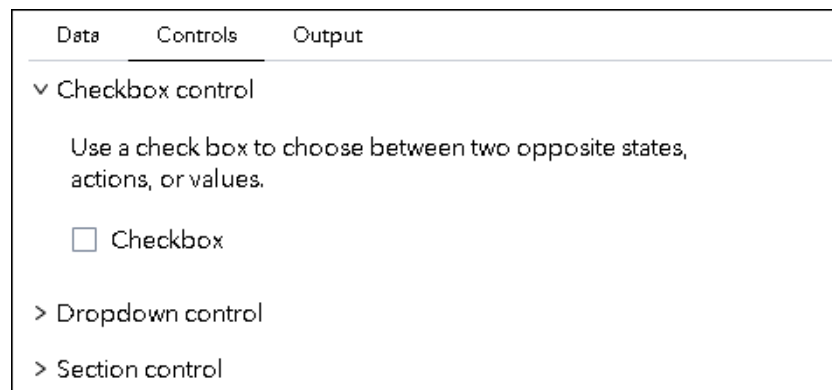 Data Controls Output
Checkbox control
Use a check box to choose between two opposite states,
actions, or values.
Checkbox
Dropdown control
Section control